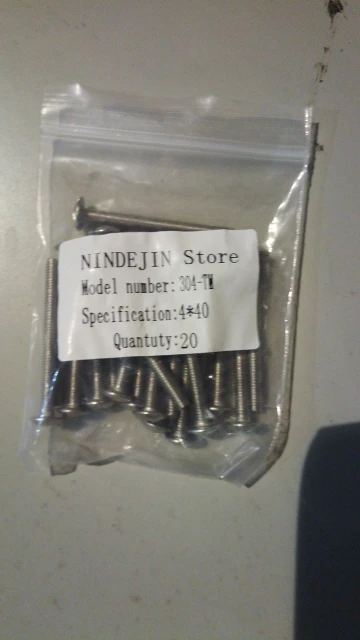 NINDEJIN Store
Model number:304-TM
Specification:4*40
Quantuty:20